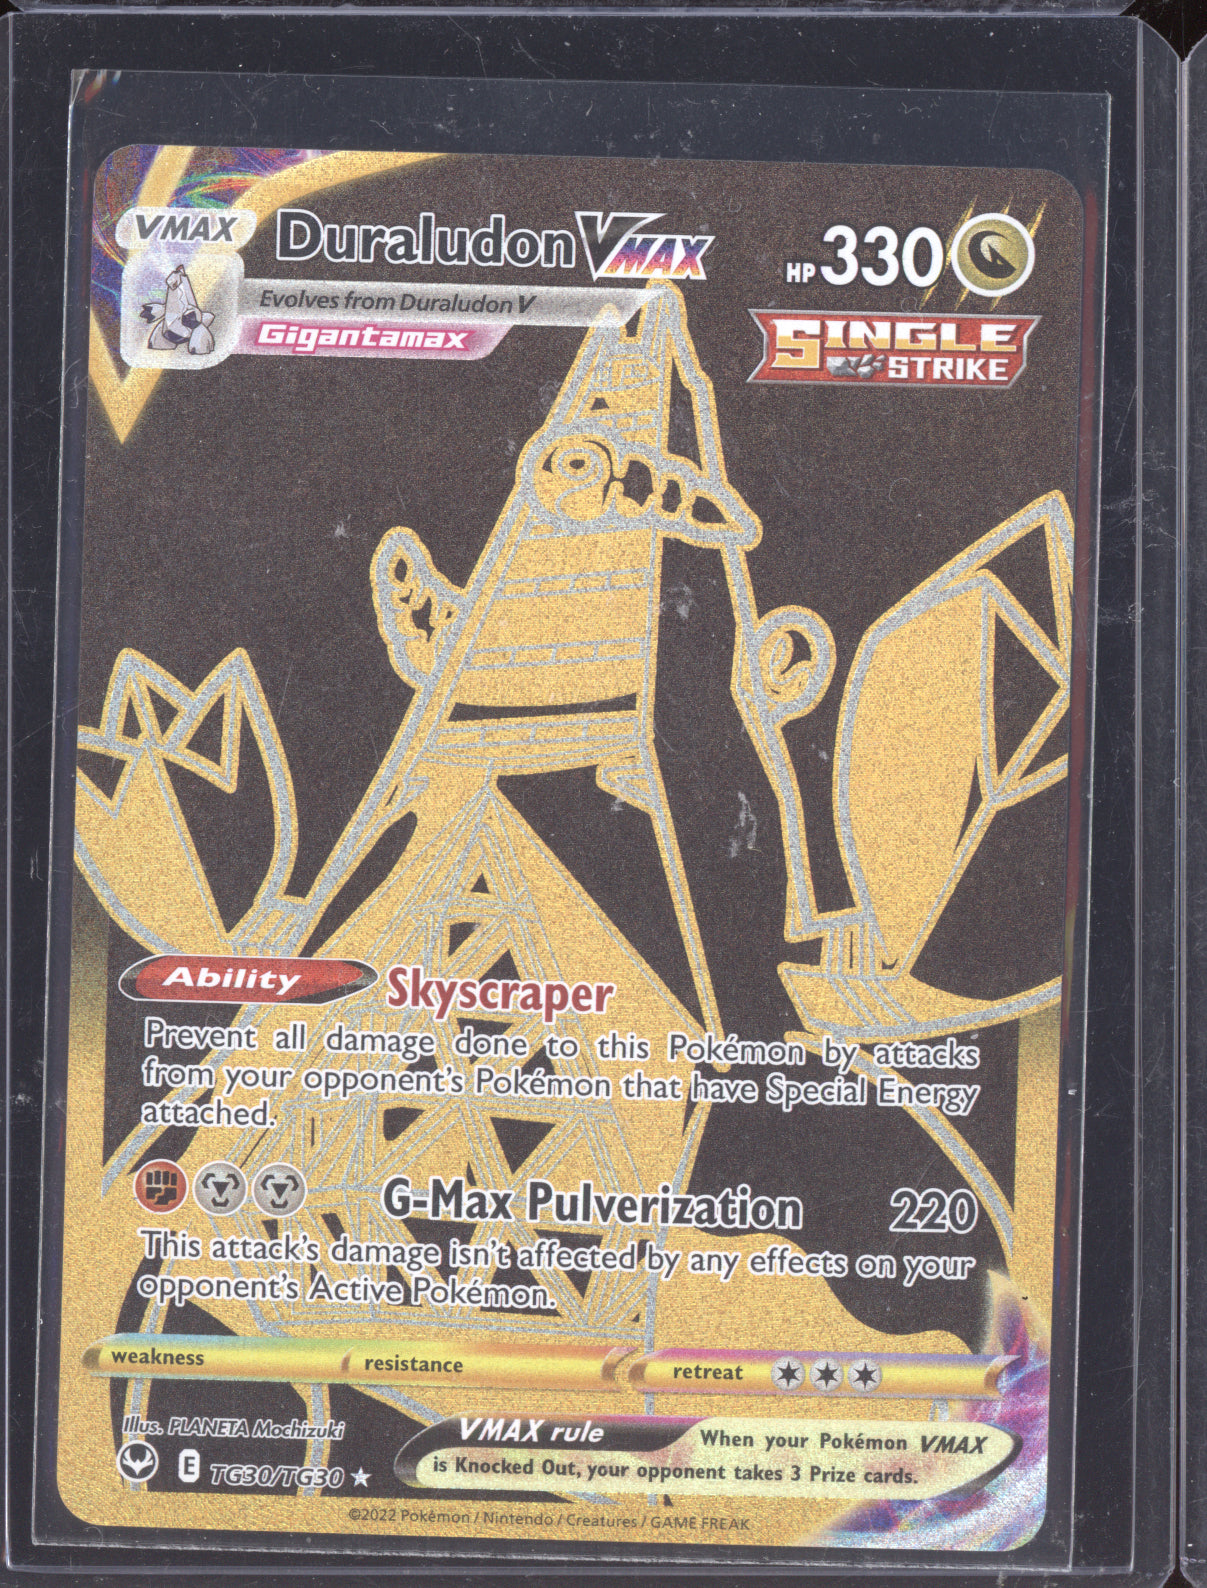 VMAX Duraludon VMAX HP 330
Evolves from Duraludon V
Gigantamax
SINGLE
STRIKE
Ability Skyscraper
Prevent all damage done to this Pokémon by attacks
from your opponent's Pokémon that have Special Energy
attached.
G-Max Pulverization 220
This attack's damage isn't affected by any effects on your
opponent's Active Pokémon.
weakness resistance retreat
Illus. PLANETA Mochizuki
E TG30/TG30
VMAX rule When your Pokémon VMAX
is Knocked Out, your opponent takes 3 Prize cards.
©2022 Pokémon / Nintendo / Creatures / GAME FREAK